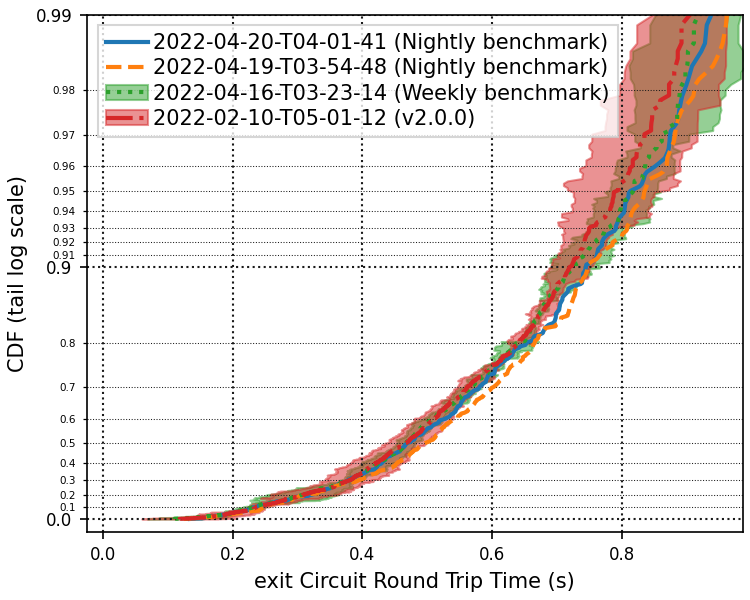 0.99
2022-04-20-T04-01-41 (Nightly benchmark)
2022-04-19-T03-54-48 (Nightly benchmark)
2022-04-16-T03-23-14 (Weekly benchmark)
2022-02-10-T05-01-12 (v2.0.0)
0.98
0.97
0.96
0.95
0.94
0.93
0.92
0.91
0.9
0.8
0.7
0.6
0.5
0.4
0.3
0.2
0.1
0.0
CDF (tail log scale)
0.0 0.2 0.4 0.6 0.8
exit Circuit Round Trip Time (s)